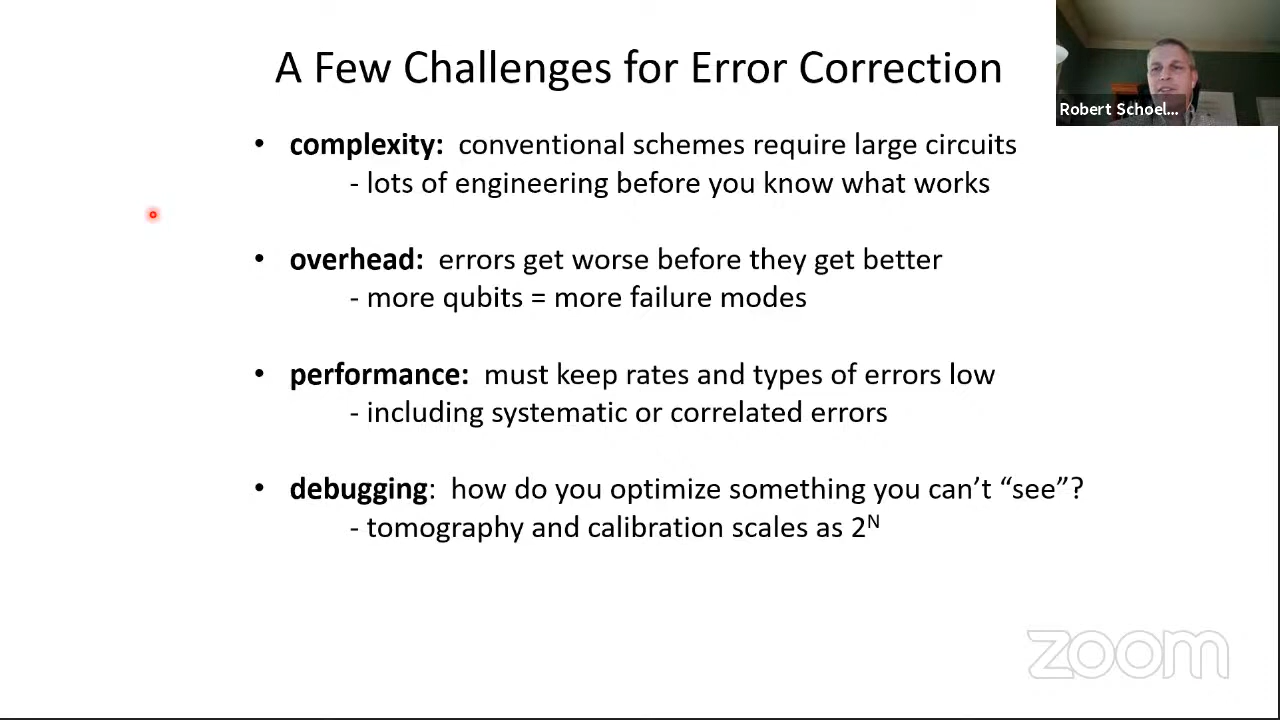 A Few Challenges for Error Correction
Robert Schoel...
• complexity: conventional schemes require large circuits
- lots of engineering before you know what works
• overhead: errors get worse before they get better
- more qubits = more failure modes
• performance: must keep rates and types of errors low
- including systematic or correlated errors
• debugging: how do you optimize something you can’t “see”?
- tomography and calibration scales as 2ᴺ
zoom